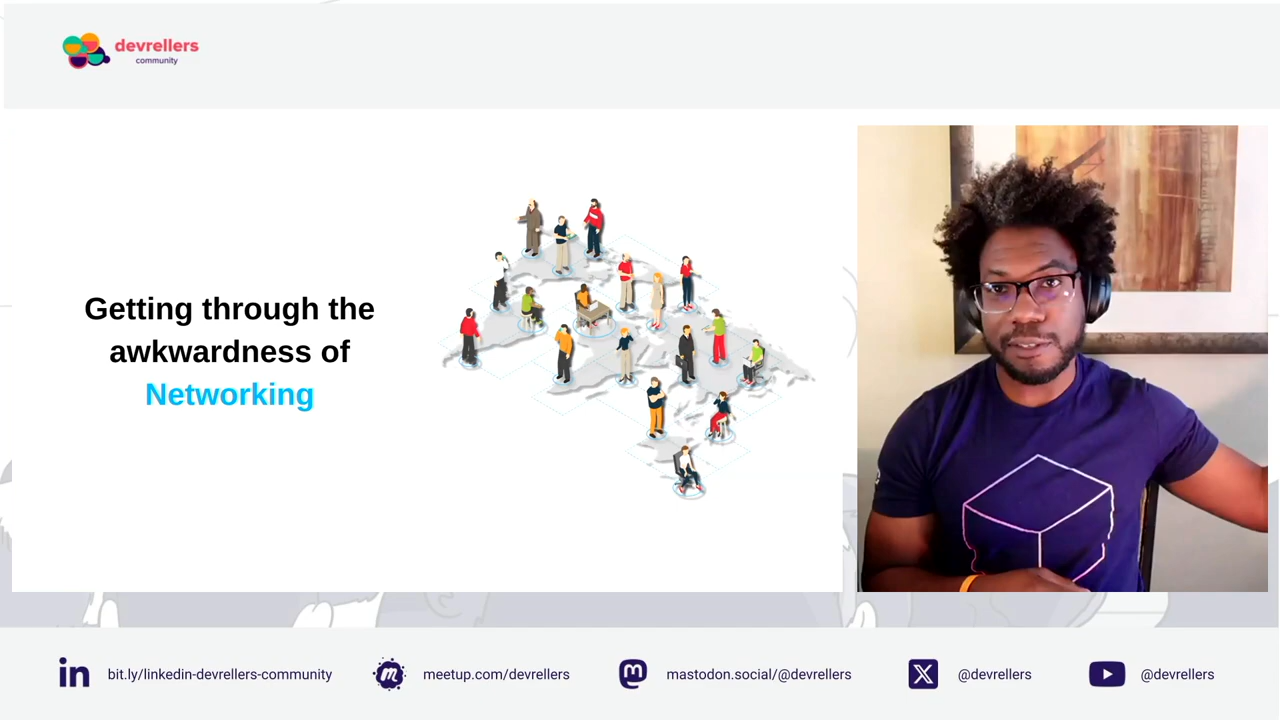 devrellers
community
Getting through the
awkwardness of
Networking
in
bit.ly/linkedin-devrellers-community
meetup.com/devrellers
mastodon.social/@devrellers
@devrellers
@devrellers